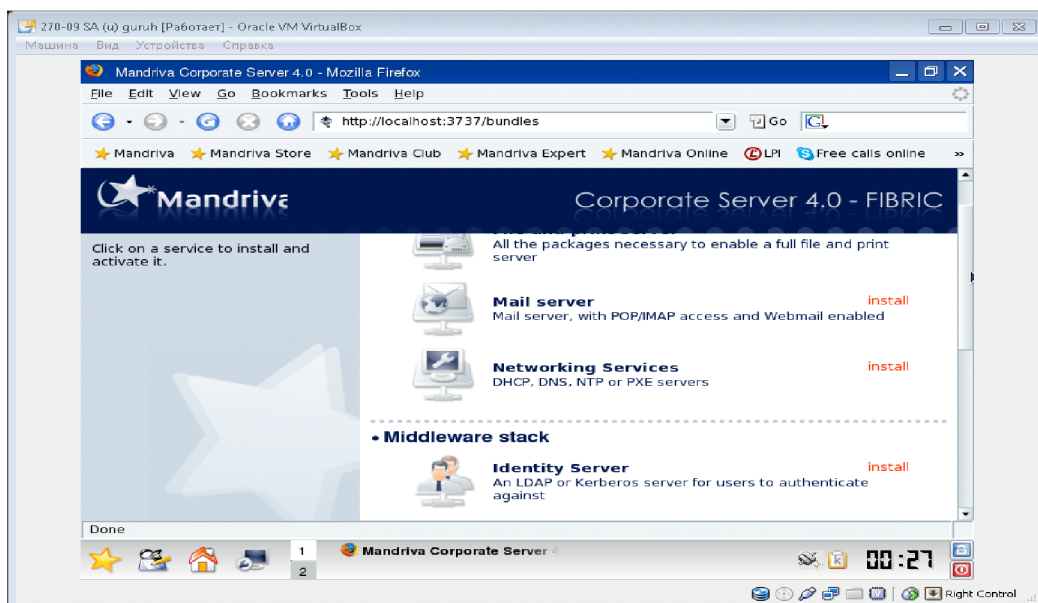 270-09 SA (u) guruh [Работает] - Oracle VM VirtualBox
Машина Вид Устройства Справка
Mandriva Corporate Server 4.0 - Mozilla Firefox
File Edit View Go Bookmarks Tools Help
http://localhost:3737/bundles Go
Mandriva Mandriva Store Mandriva Club Mandriva Expert Mandriva Online LPI Free calls online »
Mandriva
Corporate Server 4.0 - FIBRIC
Click on a service to install and
activate it.
All the packages necessary to enable a full file and print
server
Mail server install
Mail server, with POP/IMAP access and Webmail enabled
Networking Services install
DHCP, DNS, NTP or PXE servers
• Middleware stack
Identity Server install
An LDAP or Kerberos server for users to authenticate
against
Done
1
2
Mandriva Corporate Server 4
00:27
Right Control